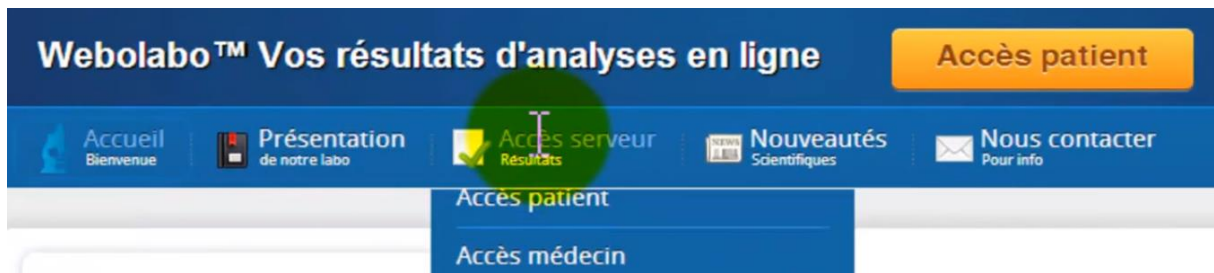 Webolabo™ Vos résultats d'analyses en ligne
Accès patient
Accueil
Bienvenue
Présentation
de notre labo
Accès serveur
Résultats
NEWS
Nouveautés
Scientifiques
Nous contacter
Pour info
Accès patient
Accès médecin